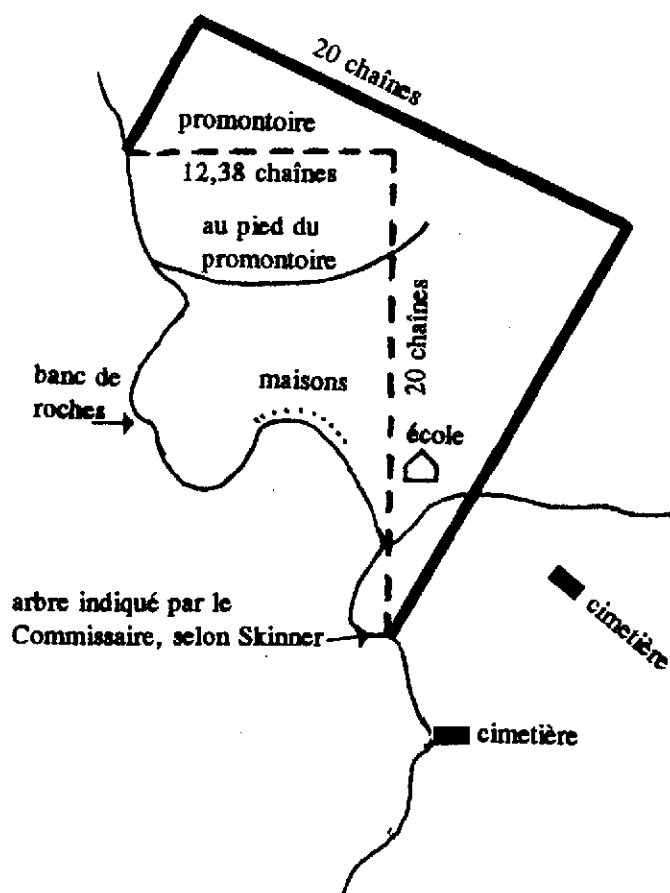 20 chaînes
promontoire
12,38 chaînes
au pied du
promontoire
20 chaînes
banc de
roches
maisons
école
arbre indiqué par le
Commissaire, selon Skinner
cimetière
cimetière